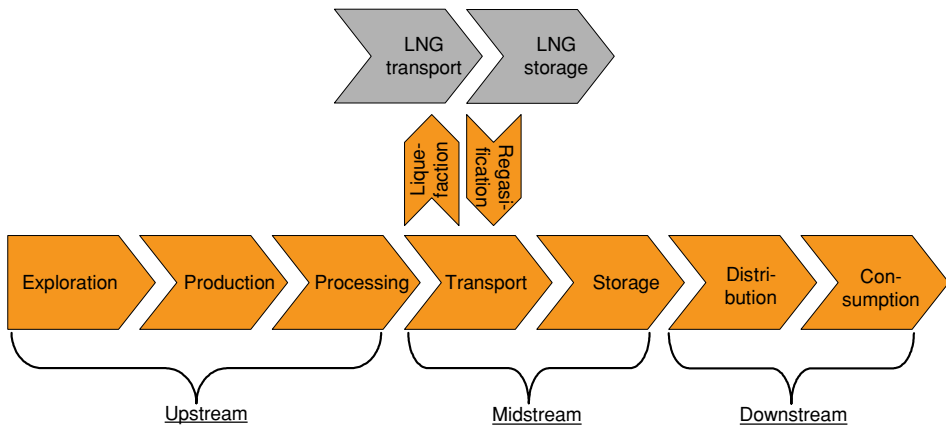 LNG
transport
LNG
storage
Lique-
faction
Regasi-
fication
Exploration
Production
Processing
Transport
Storage
Distri-
bution
Con-
sumption
Upstream
Midstream
Downstream